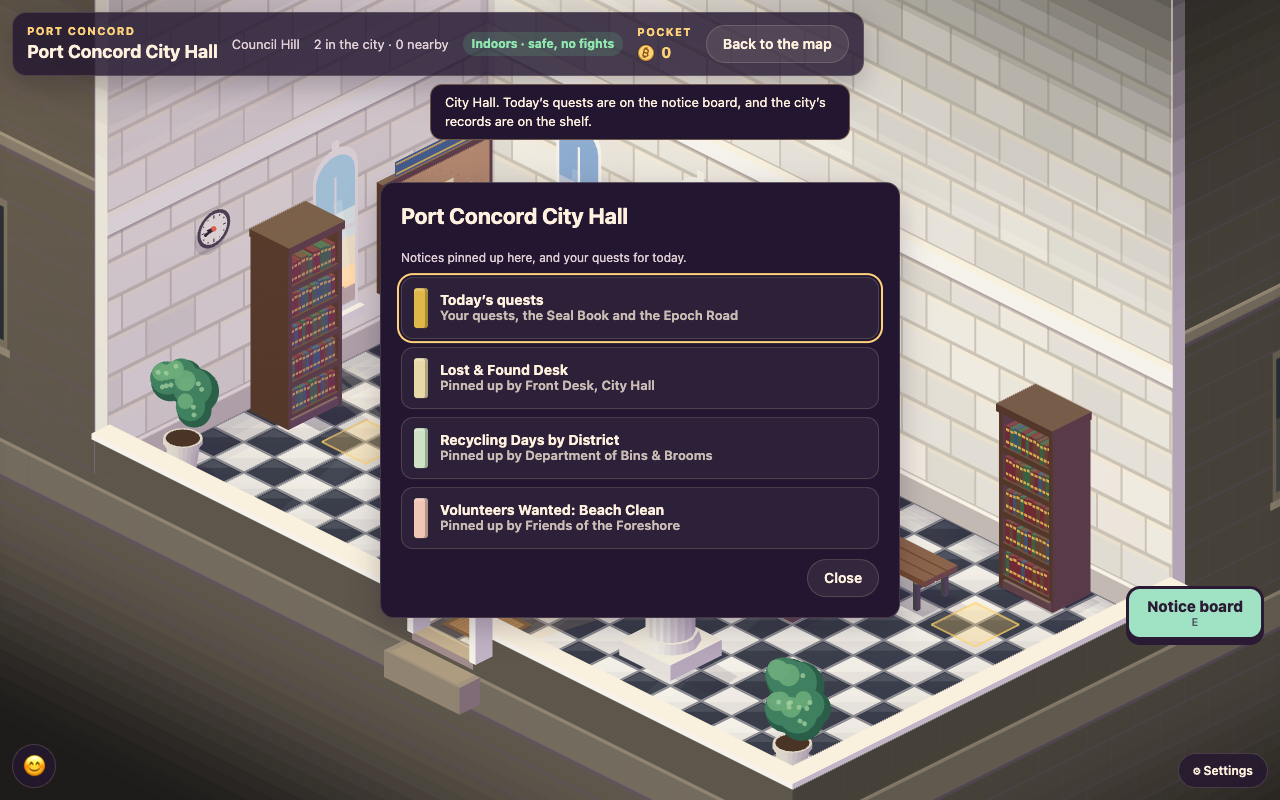 PORT CONCORD
Port Concord City Hall
Council Hill
2 in the city · 0 nearby
Indoors · safe, no fights
POCKET
0
Back to the map
City Hall. Today's quests are on the notice board, and the city's
records are on the shelf.
Port Concord City Hall
Notices pinned up here, and your quests for today.
Today's quests
Your quests, the Seal Book and the Epoch Road
Lost & Found Desk
Pinned up by Front Desk, City Hall
Recycling Days by District
Pinned up by Department of Bins & Brooms
Volunteers Wanted: Beach Clean
Pinned up by Friends of the Foreshore
Close
Notice board
E
Settings